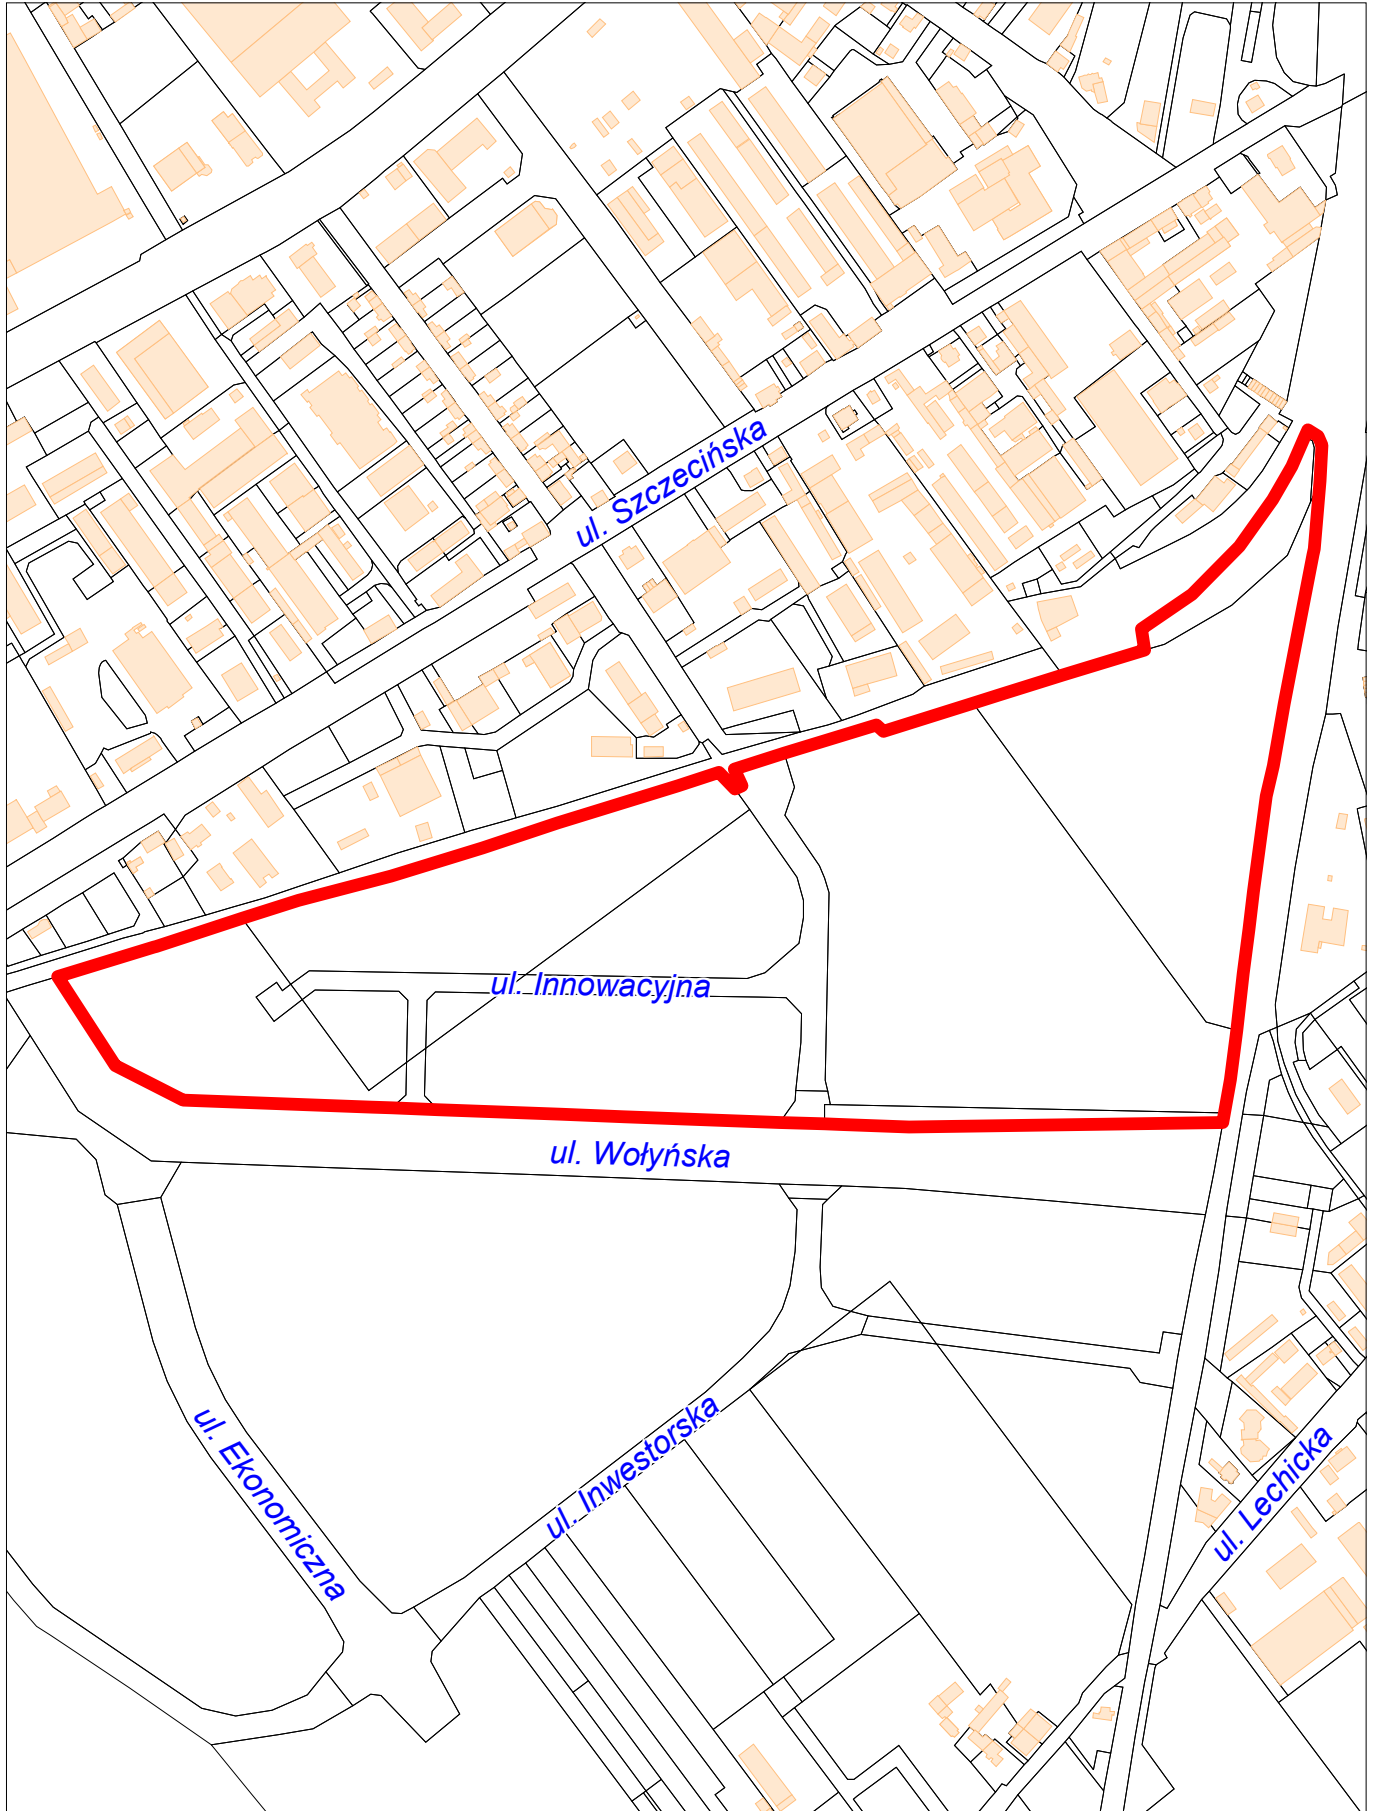 ul. Szczecińska
ul. Innowacyjna
ul. Wołyńska
ul. Ekonomiczna
ul. Inwestorska
ul. Lechicka